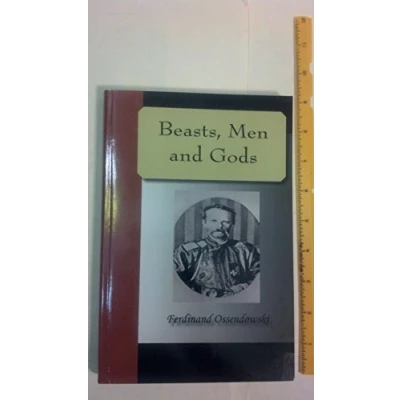 Beasts, Men
and Gods
Ferdinand Ossendowski